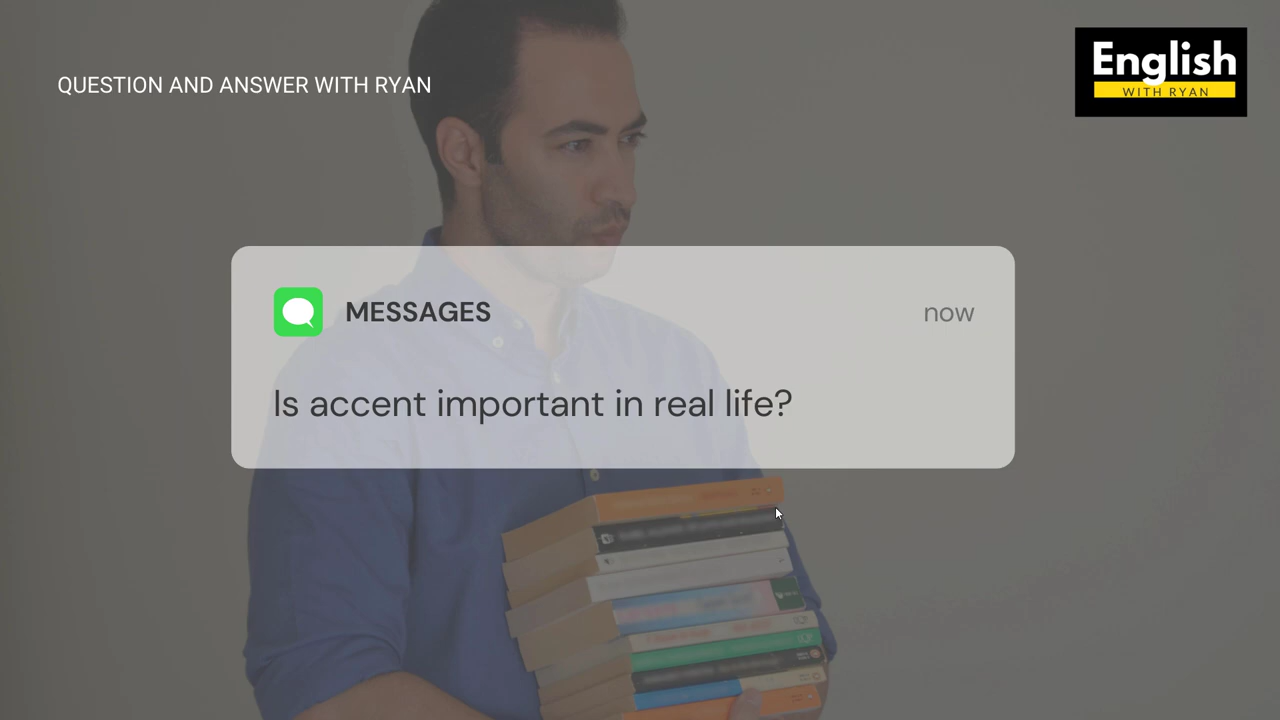 QUESTION AND ANSWER WITH RYAN
English
WITH RYAN
MESSAGES
now
Is accent important in real life?